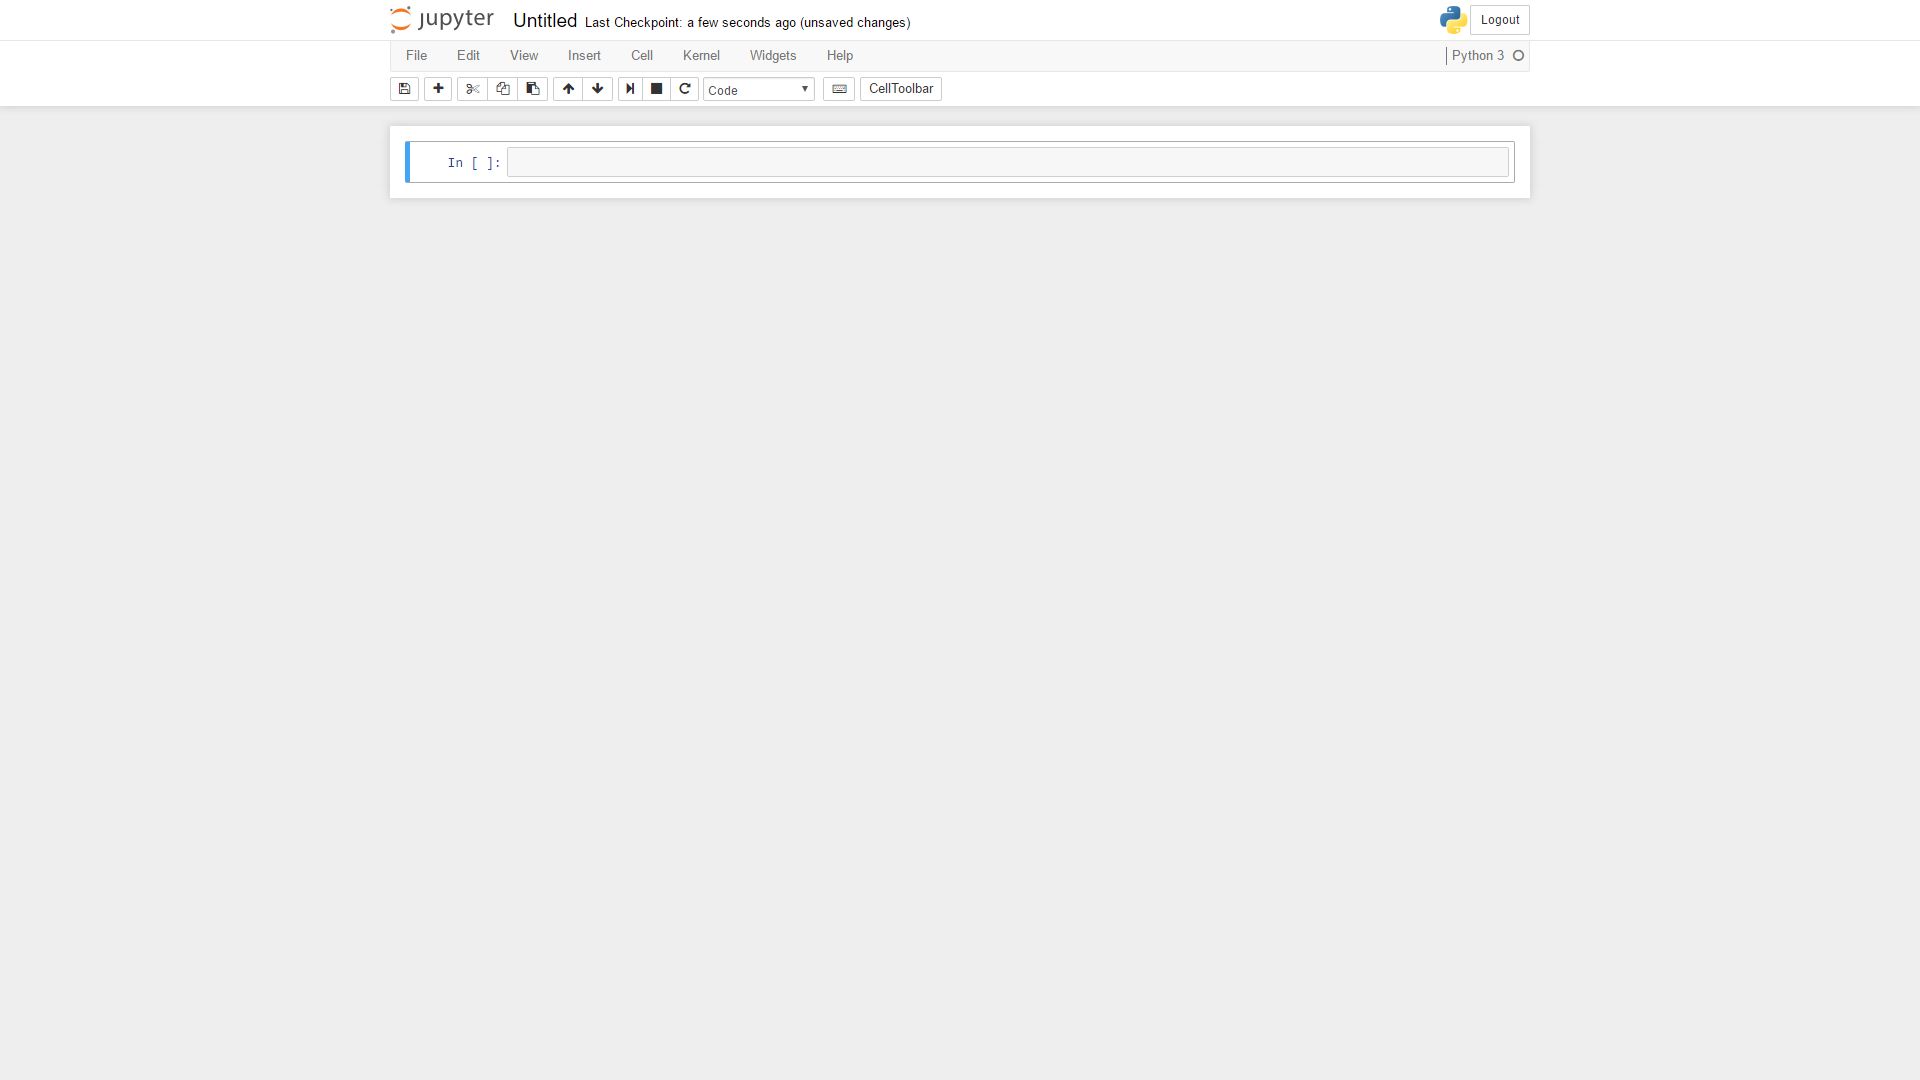 jupyter Untitled Last Checkpoint: a few seconds ago (unsaved changes) Logout
File Edit View Insert Cell Kernel Widgets Help Python 3
Code CellToolbar
In [ ]: